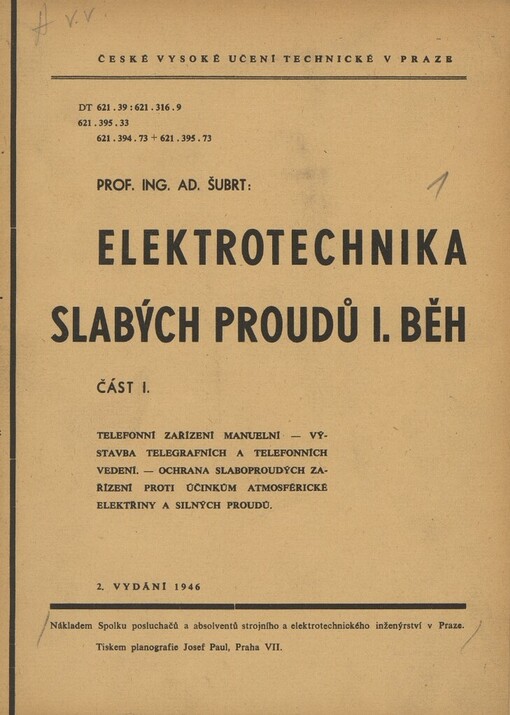 A v.v.
ČESKÉ VYSOKÉ UČENÍ TECHNICKÉ V PRAZE
DT 621.39:621.316.9
621.395.33
621.394.73 + 621.395.73
PROF. ING. AD. ŠUBRT:
1
ELEKTROTECHNIKA
SLABÝCH PROUDŮ I. BĚH
ČÁST I.
TELEFONNÍ ZAŘÍZENÍ MANUELNÍ — VÝ-
STAVBA TELEGRAFNÍCH A TELEFONNÍCH
VEDENÍ. — OCHRANA SLABOPROUDÝCH ZA-
ŘÍZENÍ PROTI ÚČINKŮM ATMOSFÉRICKÉ
ELEKTŘINY A SILNÝCH PROUDŮ.
2. VYDÁNÍ 1946
Nákladem Spolku posluchačů a absolventů strojního a elektrotechnického inženýrství v Praze.
Tiskem planografie Josef Paul, Praha VII.